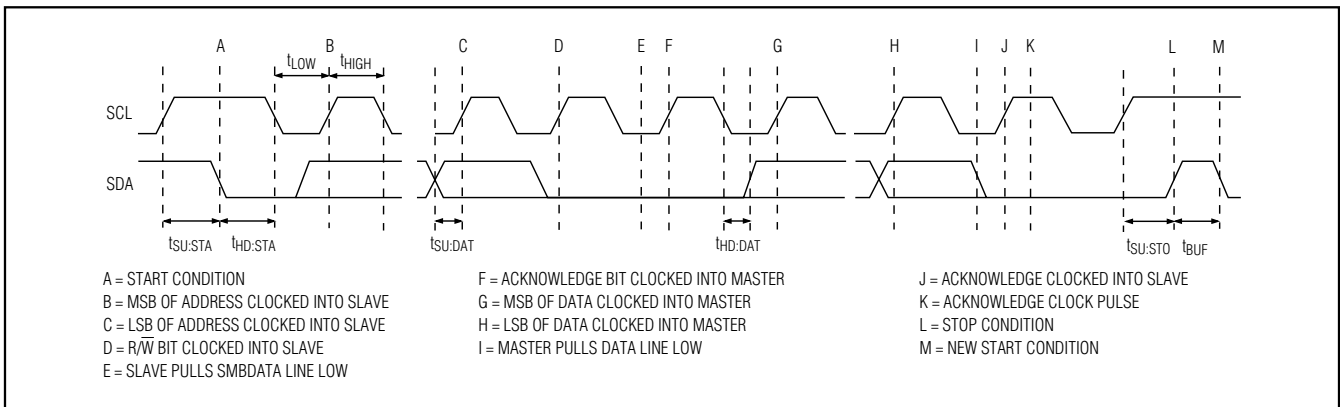 A B C D E F G H I J K L M
tLOW tHIGH
SCL
SDA
tSU:STA tHD:STA tSU:DAT tHD:DAT tSU:STO tBUF
A = START CONDITION
B = MSB OF ADDRESS CLOCKED INTO SLAVE
C = LSB OF ADDRESS CLOCKED INTO SLAVE
D = R/W̅ BIT CLOCKED INTO SLAVE
E = SLAVE PULLS SMBDATA LINE LOW
F = ACKNOWLEDGE BIT CLOCKED INTO MASTER
G = MSB OF DATA CLOCKED INTO MASTER
H = LSB OF DATA CLOCKED INTO MASTER
I = MASTER PULLS DATA LINE LOW
J = ACKNOWLEDGE CLOCKED INTO SLAVE
K = ACKNOWLEDGE CLOCK PULSE
L = STOP CONDITION
M = NEW START CONDITION